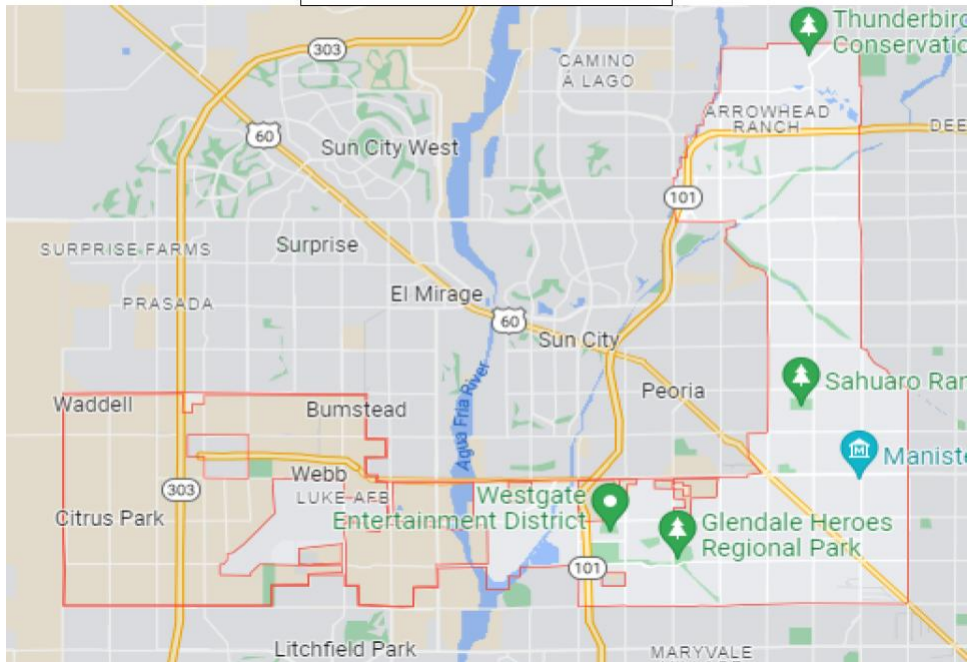 Thunderbird
Conservatio
303
CAMINO
Á LAGO
ARROWHEAD
RANCH
DEE
60
Sun City West
101
SURPRISE FARMS
Surprise
PRASADA
El Mirage
60
Sun City
Agua Fria River
Peoria
Sahuaro Ran
Waddell
Bumstead
Maniste
Webb
303
LUKE AFB
Westgate
Entertainment District
Citrus Park
Glendale Heroes
Regional Park
101
Litchfield Park
MARYVALE